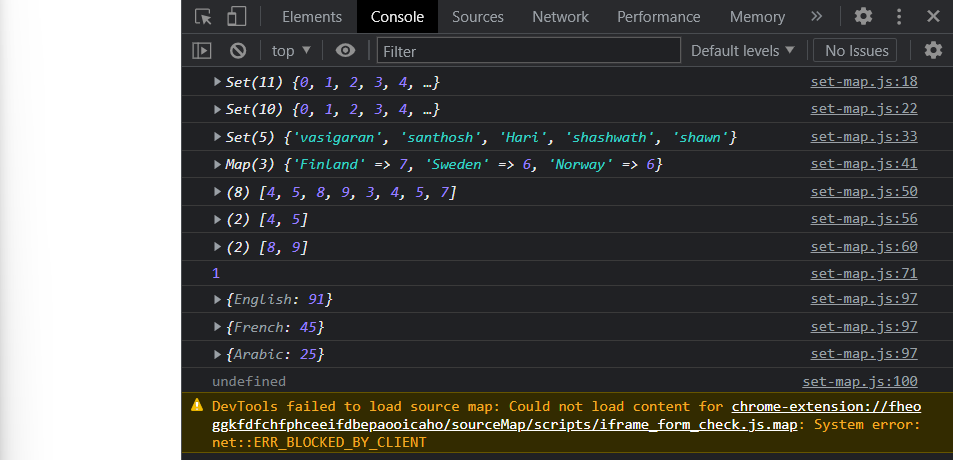 Elements Console Sources Network Performance Memory »
top ▼ Filter Default levels ▼ No Issues
▶ Set(11) {0, 1, 2, 3, 4, …} set-map.js:18
▶ Set(10) {0, 1, 2, 3, 4, …} set-map.js:22
▶ Set(5) {'vasigaran', 'santhosh', 'Hari', 'shashwath', 'shawn'} set-map.js:33
▶ Map(3) {'Finland' => 7, 'Sweden' => 6, 'Norway' => 6} set-map.js:41
▶ (8) [4, 5, 8, 9, 3, 4, 5, 7] set-map.js:50
▶ (2) [4, 5] set-map.js:56
▶ (2) [8, 9] set-map.js:60
1 set-map.js:71
▶ {English: 91} set-map.js:97
▶ {French: 45} set-map.js:97
▶ {Arabic: 25} set-map.js:97
undefined set-map.js:100
DevTools failed to load source map: Could not load content for chrome-extension://fheo
ggkfdfchfphceeifdbepaooicaho/sourceMap/scripts/iframe_form_check.js.map: System error:
net::ERR_BLOCKED_BY_CLIENT